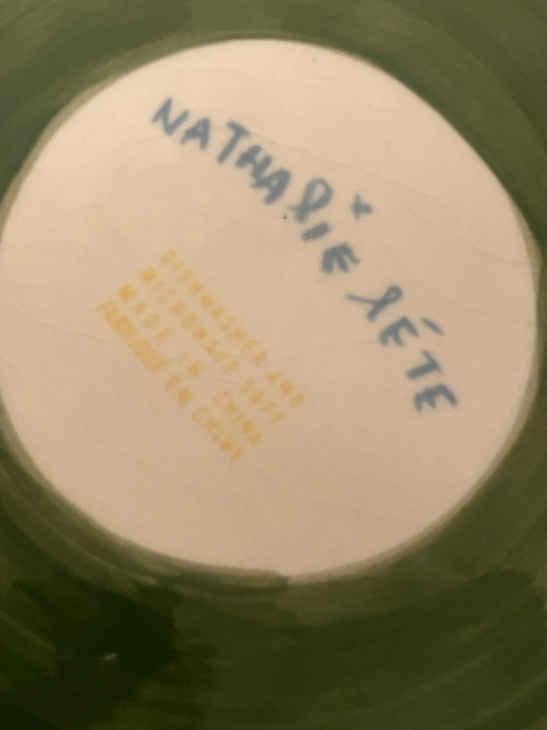 NATHALIE LÉTE
DISHWASHER AND
MICROWAVE SAFE
MADE IN CHINA
FABRIQUÉ EN CHINE